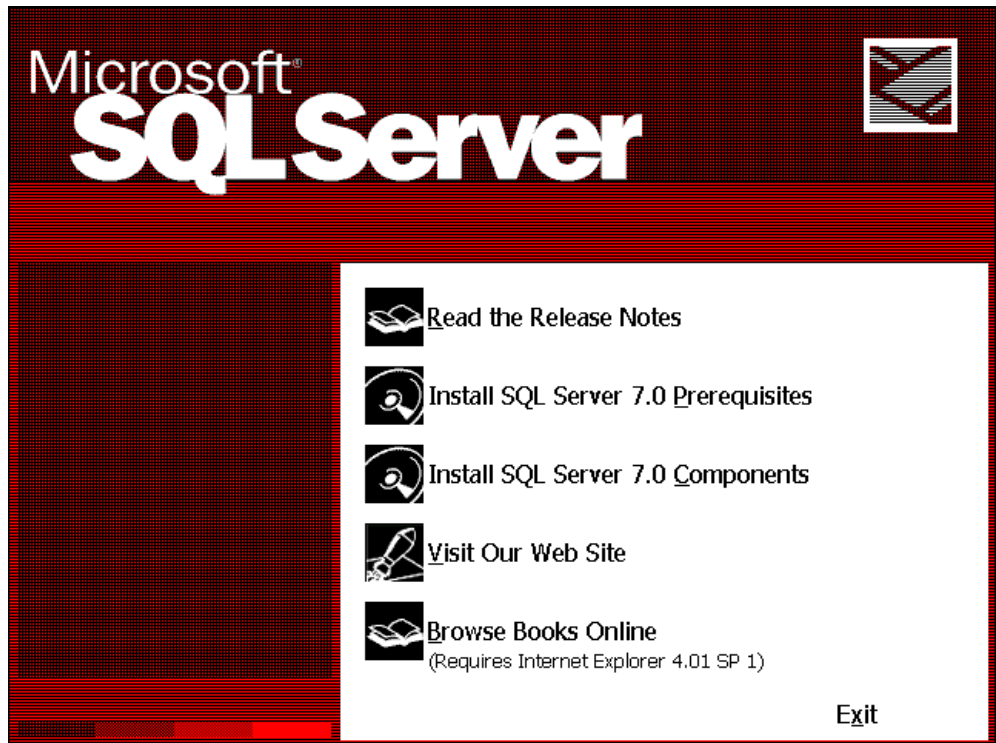 Microsoft®
SQL Server
Read the Release Notes
Install SQL Server 7.0 Prerequisites
Install SQL Server 7.0 Components
Visit Our Web Site
Browse Books Online
(Requires Internet Explorer 4.01 SP 1)
Exit